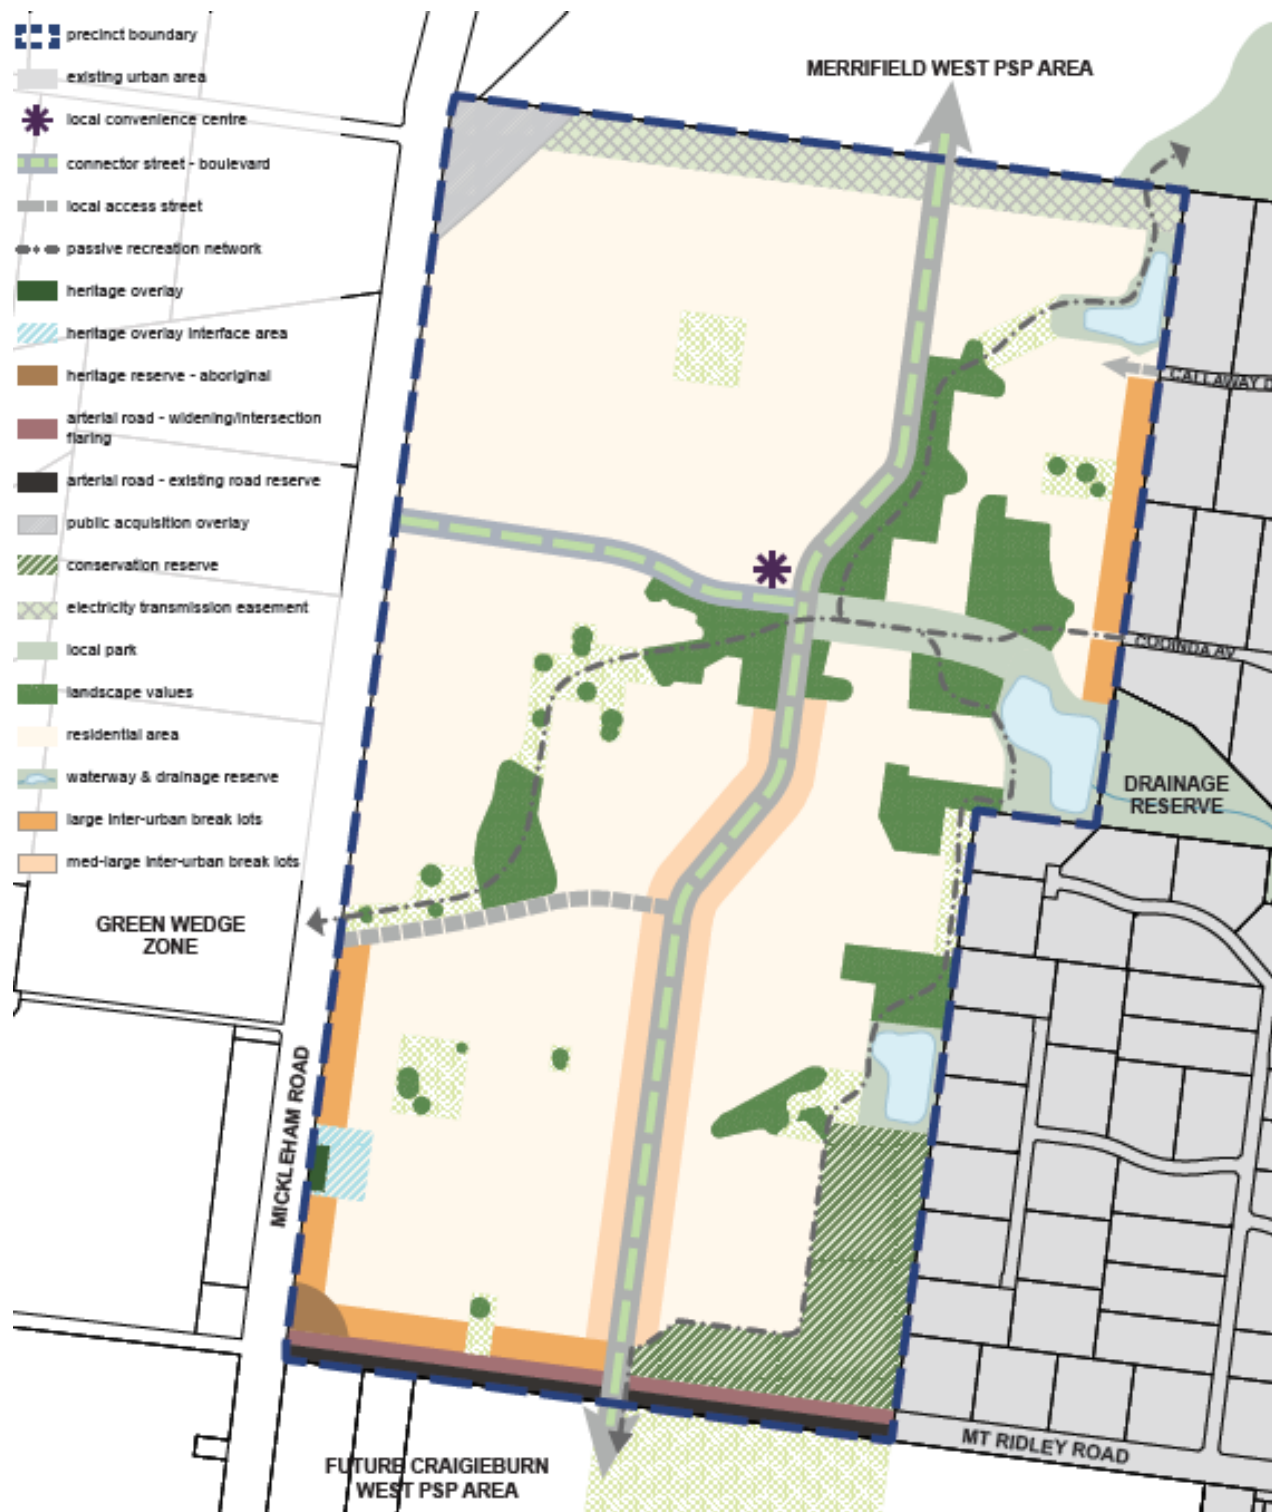 precinct boundary
existing urban area
local convenience centre
connector street - boulevard
local access street
passive recreation network
heritage overlay
heritage overlay interface area
heritage reserve - aboriginal
arterial road - widening/intersection
flaring
arterial road - existing road reserve
public acquisition overlay
conservation reserve
electricity transmission easement
local park
landscape values
residential area
waterway & drainage reserve
large inter-urban break lots
med-large inter-urban break lots
MERRIFIELD WEST PSP AREA
CALLAWAY D
COOINDA AV
DRAINAGE
RESERVE
GREEN WEDGE
ZONE
MICKLEHAM ROAD
MT RIDLEY ROAD
FUTURE CRAIGIEBURN
WEST PSP AREA